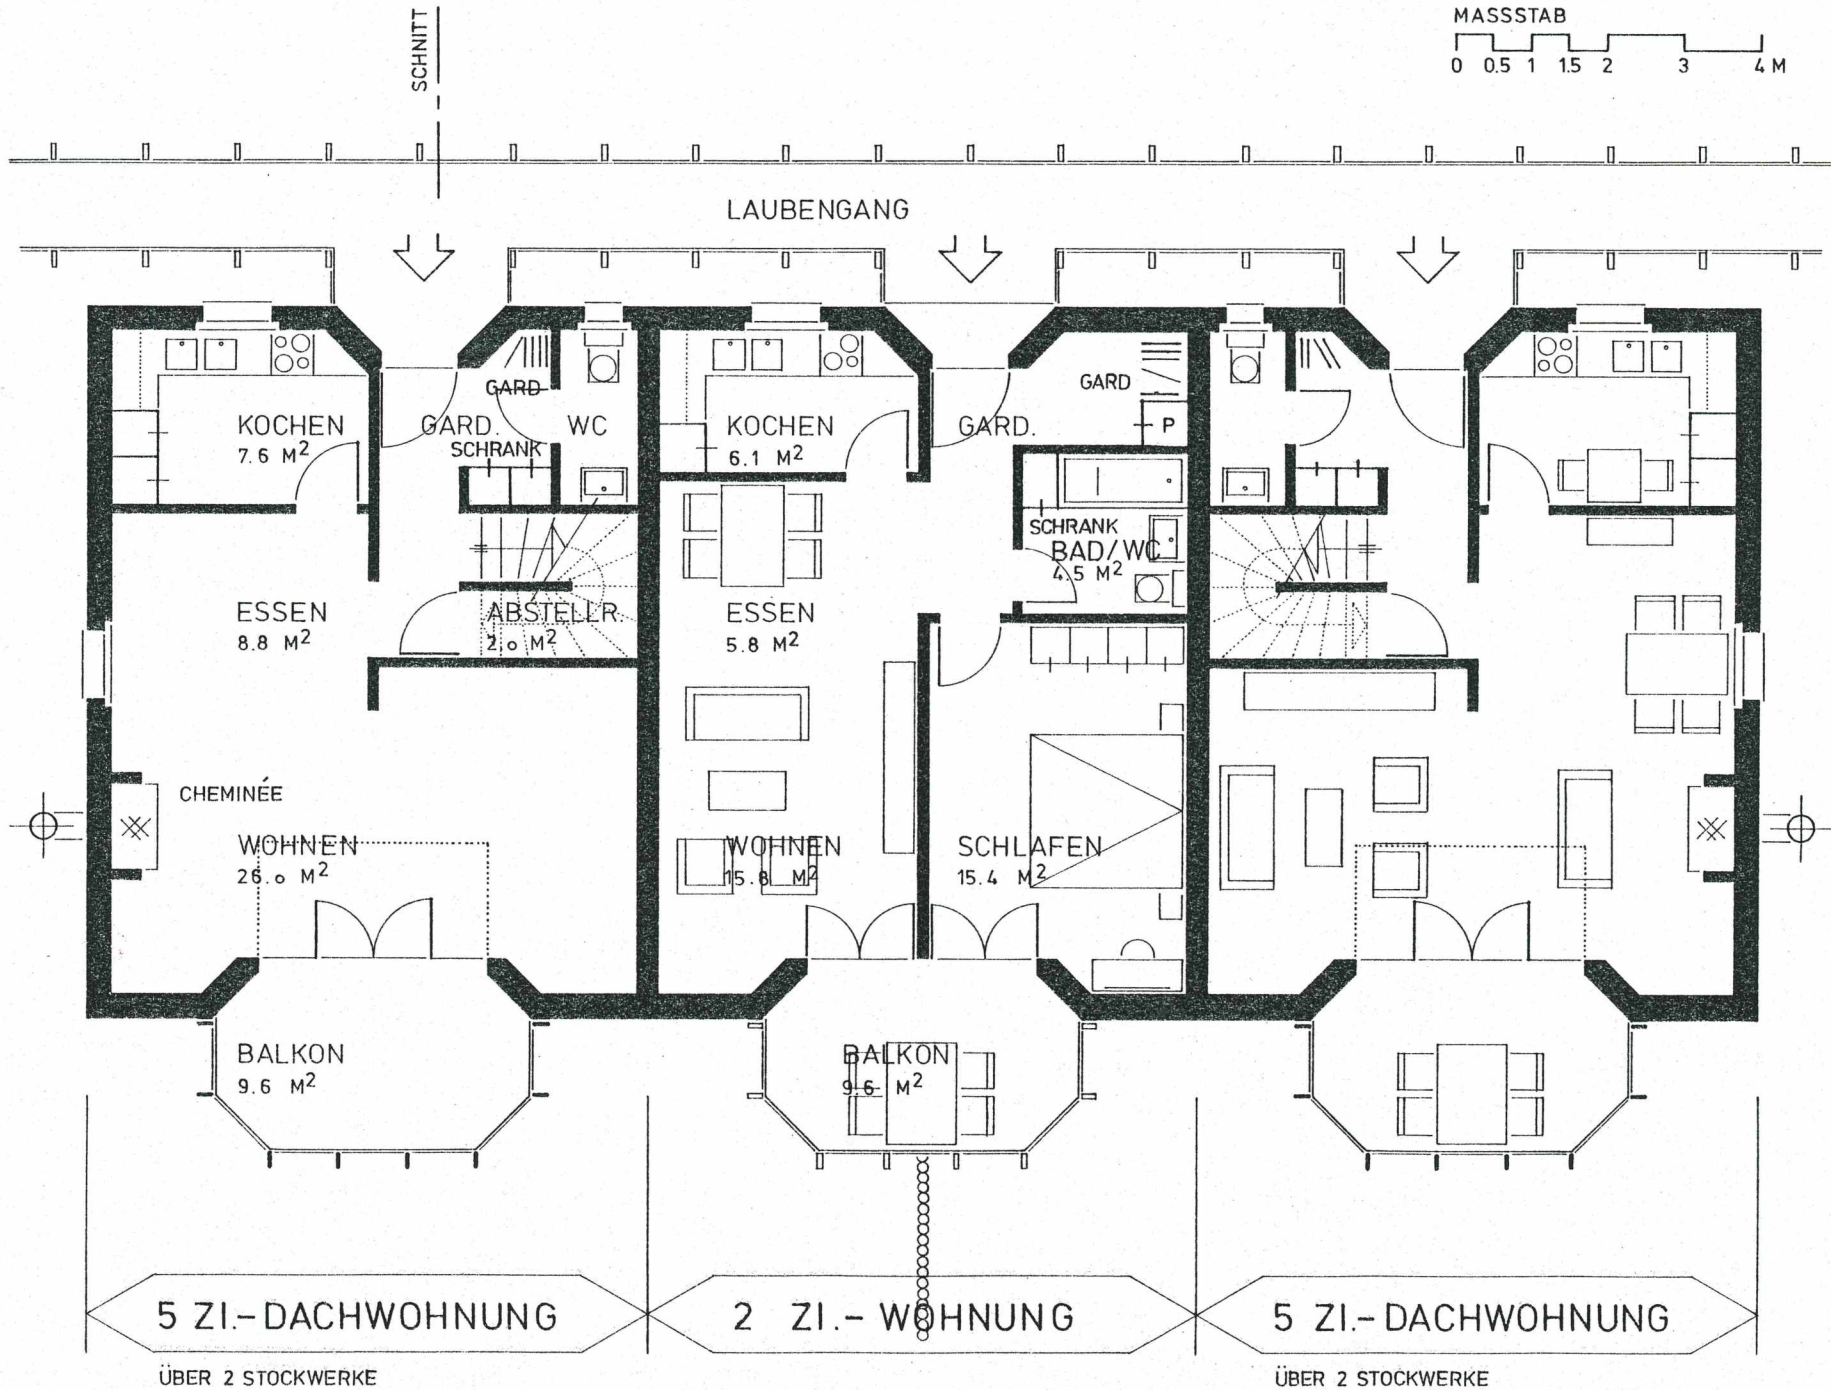 SCHNITT
MASSSTAB
0 0.5 1 1.5 2 3 4 M
LAUBENGANG
KOCHEN
7.6 M²
GARD
GARD.
SCHRANK
WC
KOCHEN
6.1 M²
GARD
GARD.
P
SCHRANK
BAD/WC
4.5 M²
ESSEN
8.8 M²
ABSTELLR
2.o M²
ESSEN
5.8 M²
CHEMINÉE
WOHNEN
26.o M²
WOHNEN
15.8 M²
SCHLAFEN
15.4 M²
BALKON
9.6 M²
BALKON
9.6 M²
5 ZI.-DACHWOHNUNG
ÜBER 2 STOCKWERKE
2 ZI.- WOHNUNG
5 ZI.-DACHWOHNUNG
ÜBER 2 STOCKWERKE